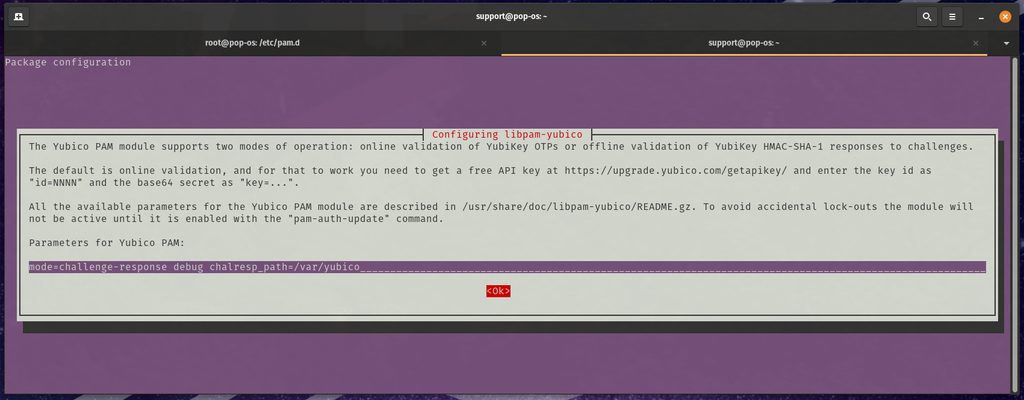 support@pop-os: ~
root@pop-os: /etc/pam.d
support@pop-os: ~
Package configuration
Configuring libpam-yubico
The Yubico PAM module supports two modes of operation: online validation of YubiKey OTPs or offline validation of YubiKey HMAC-SHA-1 responses to challenges.
The default is online validation, and for that to work you need to get a free API key at https://upgrade.yubico.com/getapikey/ and enter the key id as
"id=NNNN" and the base64 secret as "key=...".
All the available parameters for the Yubico PAM module are described in /usr/share/doc/libpam-yubico/README.gz. To avoid accidental lock-outs the module will
not be active until it is enabled with the "pam-auth-update" command.
Parameters for Yubico PAM:
mode=challenge-response debug chalresp_path=/var/yubico
<Ok>